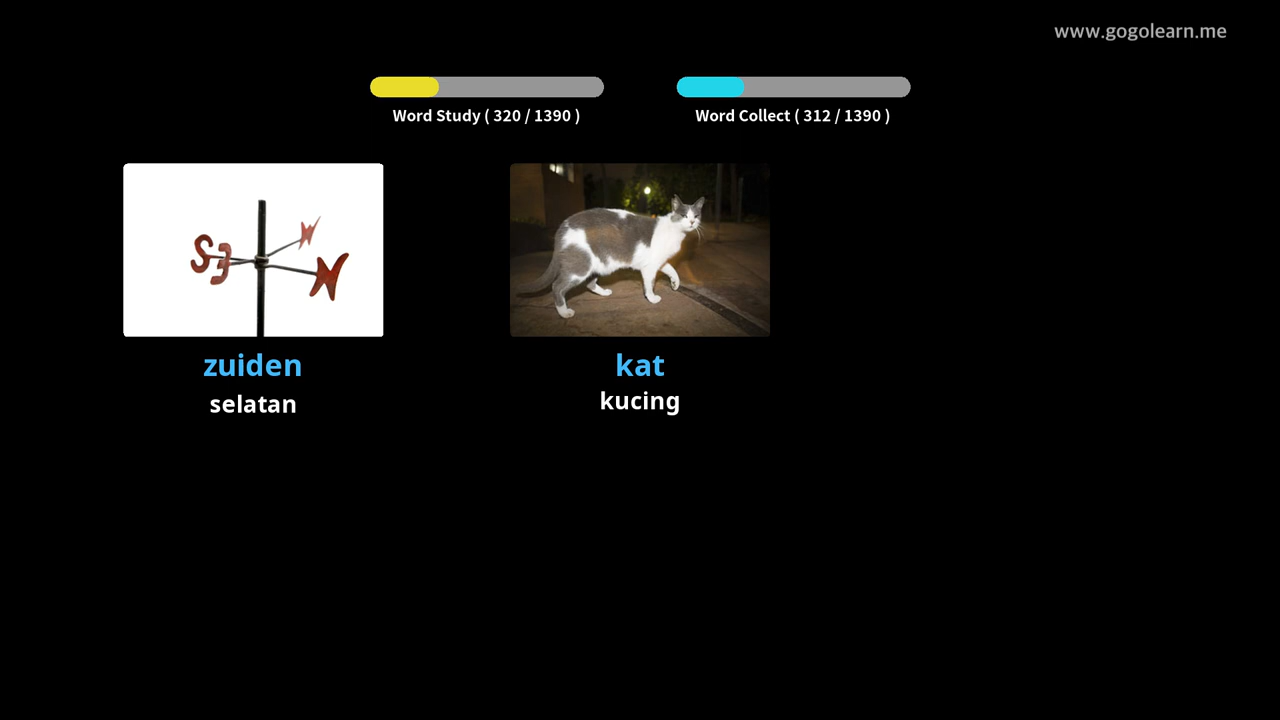 www.gogolearn.me
Word Study ( 320 / 1390 )
Word Collect ( 312 / 1390 )
S
E
N
W
zuiden
selatan
kat
kucing